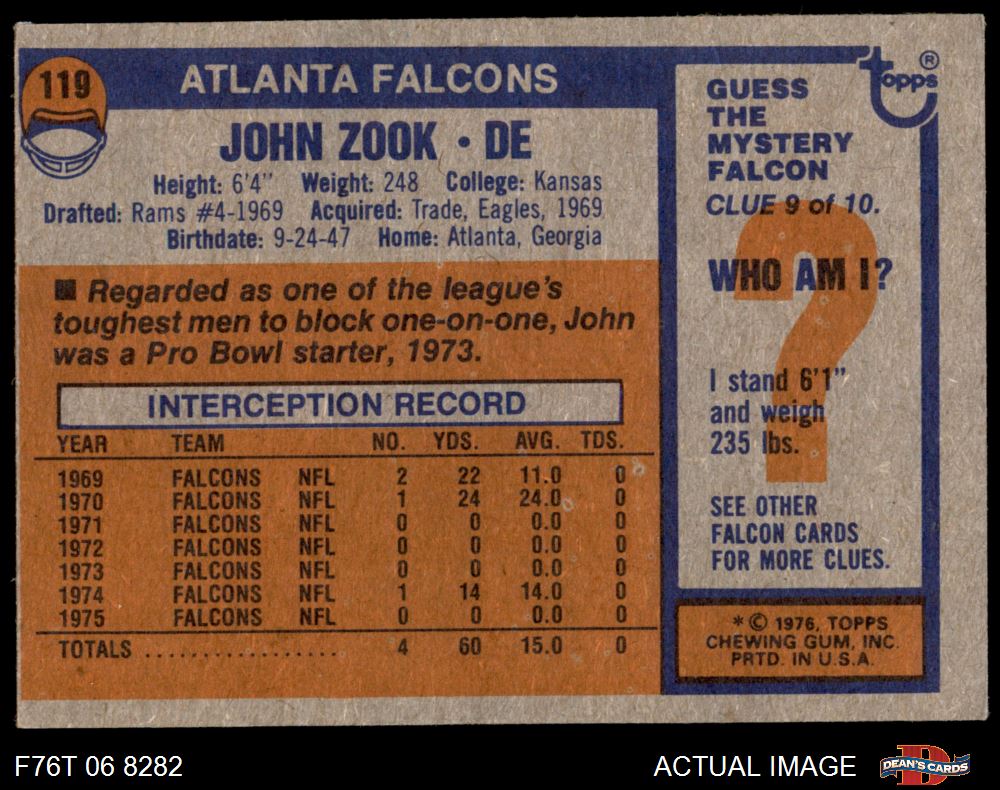 119
ATLANTA FALCONS
JOHN ZOOK • DE
Height: 6'4" Weight: 248 College: Kansas
Drafted: Rams #4-1969 Acquired: Trade, Eagles, 1969
Birthdate: 9-24-47 Home: Atlanta, Georgia
■ Regarded as one of the league's
toughest men to block one-on-one, John
was a Pro Bowl starter, 1973.
INTERCEPTION RECORD
YEAR TEAM NO. YDS. AVG. TDS.
1969 FALCONS NFL 2 22 11.0 0
1970 FALCONS NFL 1 24 24.0 0
1971 FALCONS NFL 0 0 0.0 0
1972 FALCONS NFL 0 0 0.0 0
1973 FALCONS NFL 0 0 0.0 0
1974 FALCONS NFL 1 14 14.0 0
1975 FALCONS NFL 0 0 0.0 0
TOTALS ................. 4 60 15.0 0
topps ®
GUESS
THE
MYSTERY
FALCON
CLUE 9 of 10.
?
WHO AM I?
I stand 6'1"
and weigh
235 lbs.
SEE OTHER
FALCON CARDS
FOR MORE CLUES.
* © 1976, TOPPS
CHEWING GUM, INC.
PRTD. IN U.S.A.
F76T 06 8282
ACTUAL IMAGE
D
DEAN'S CARDS